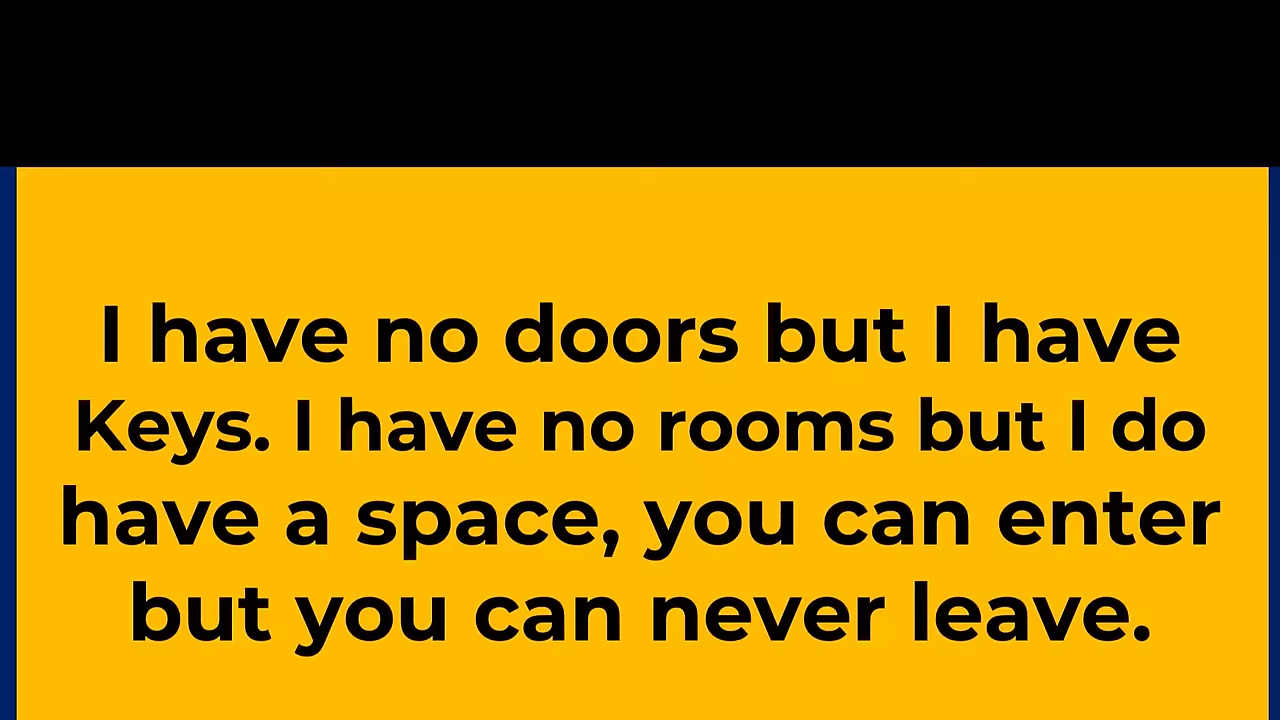 I have no doors but I have
Keys. I have no rooms but I do
have a space, you can enter
but you can never leave.